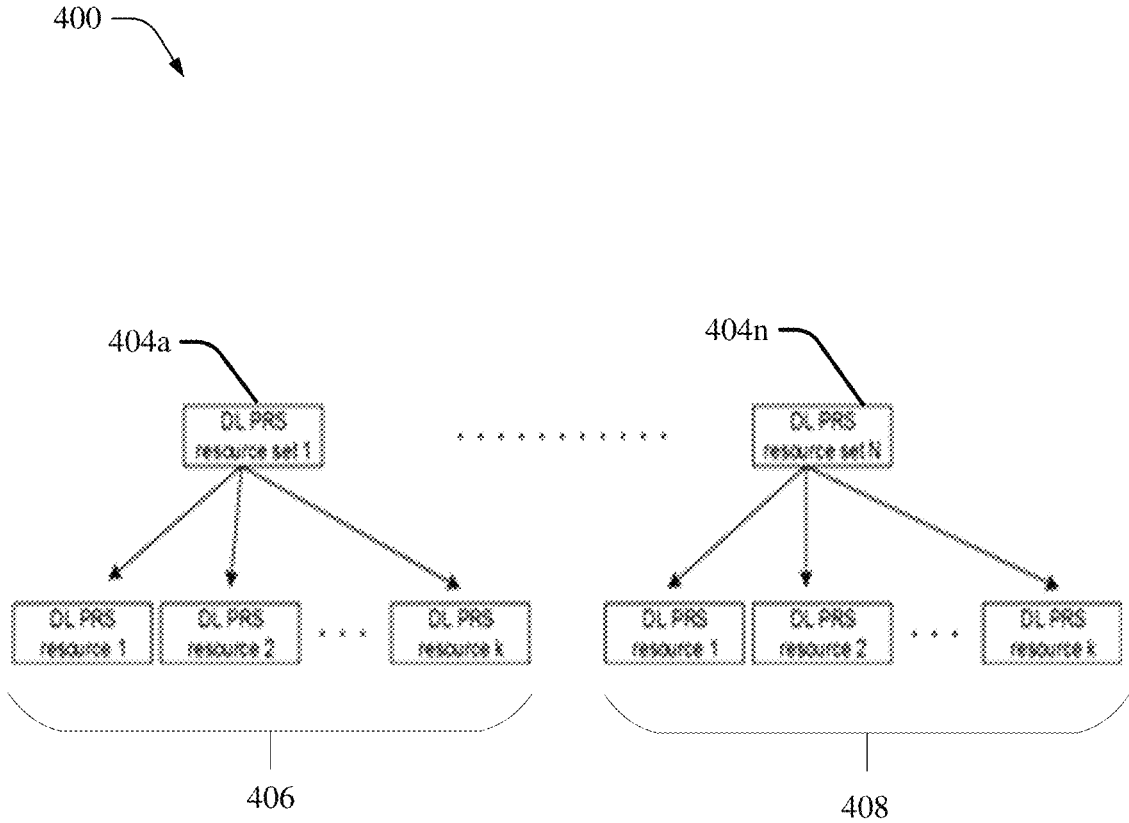 400
404a
404n
DL PRS
resource set 1
DL PRS
resource set N
DL PRS
resource 1
DL PRS
resource 2
DL PRS
resource k
DL PRS
resource 1
DL PRS
resource 2
DL PRS
resource k
406
408